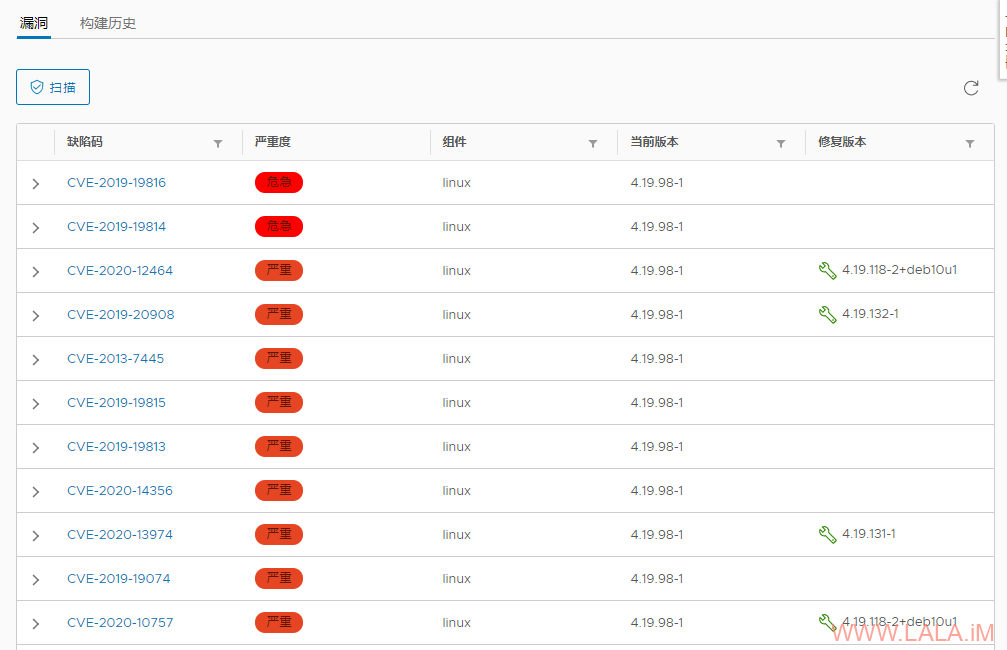 漏洞 构建历史
扫描
缺陷码 严重度 组件 当前版本 修复版本
CVE-2019-19816 危急 linux 4.19.98-1
CVE-2019-19814 危急 linux 4.19.98-1
CVE-2020-12464 严重 linux 4.19.98-1 4.19.118-2+deb10u1
CVE-2019-20908 严重 linux 4.19.98-1 4.19.132-1
CVE-2013-7445 严重 linux 4.19.98-1
CVE-2019-19815 严重 linux 4.19.98-1
CVE-2019-19813 严重 linux 4.19.98-1
CVE-2020-14356 严重 linux 4.19.98-1
CVE-2020-13974 严重 linux 4.19.98-1 4.19.131-1
CVE-2019-19074 严重 linux 4.19.98-1
CVE-2020-10757 严重 linux 4.19.98-1 4.19.118-2+deb10u1
WWW.LALA.iM